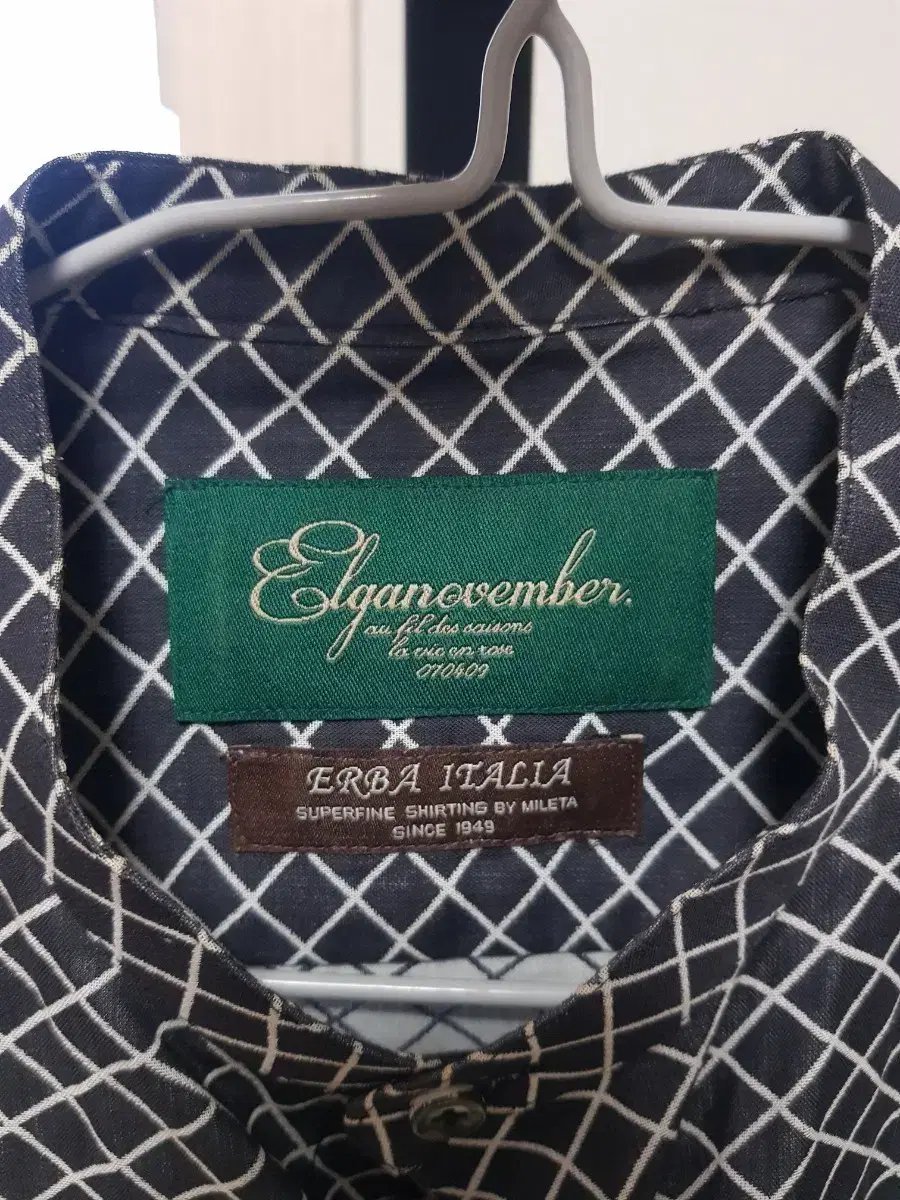 Elganovember.
au fil des saisons
la vie en rose
070409
ERBA ITALIA
SUPERFINE SHIRTING BY MILETA
SINCE 1949